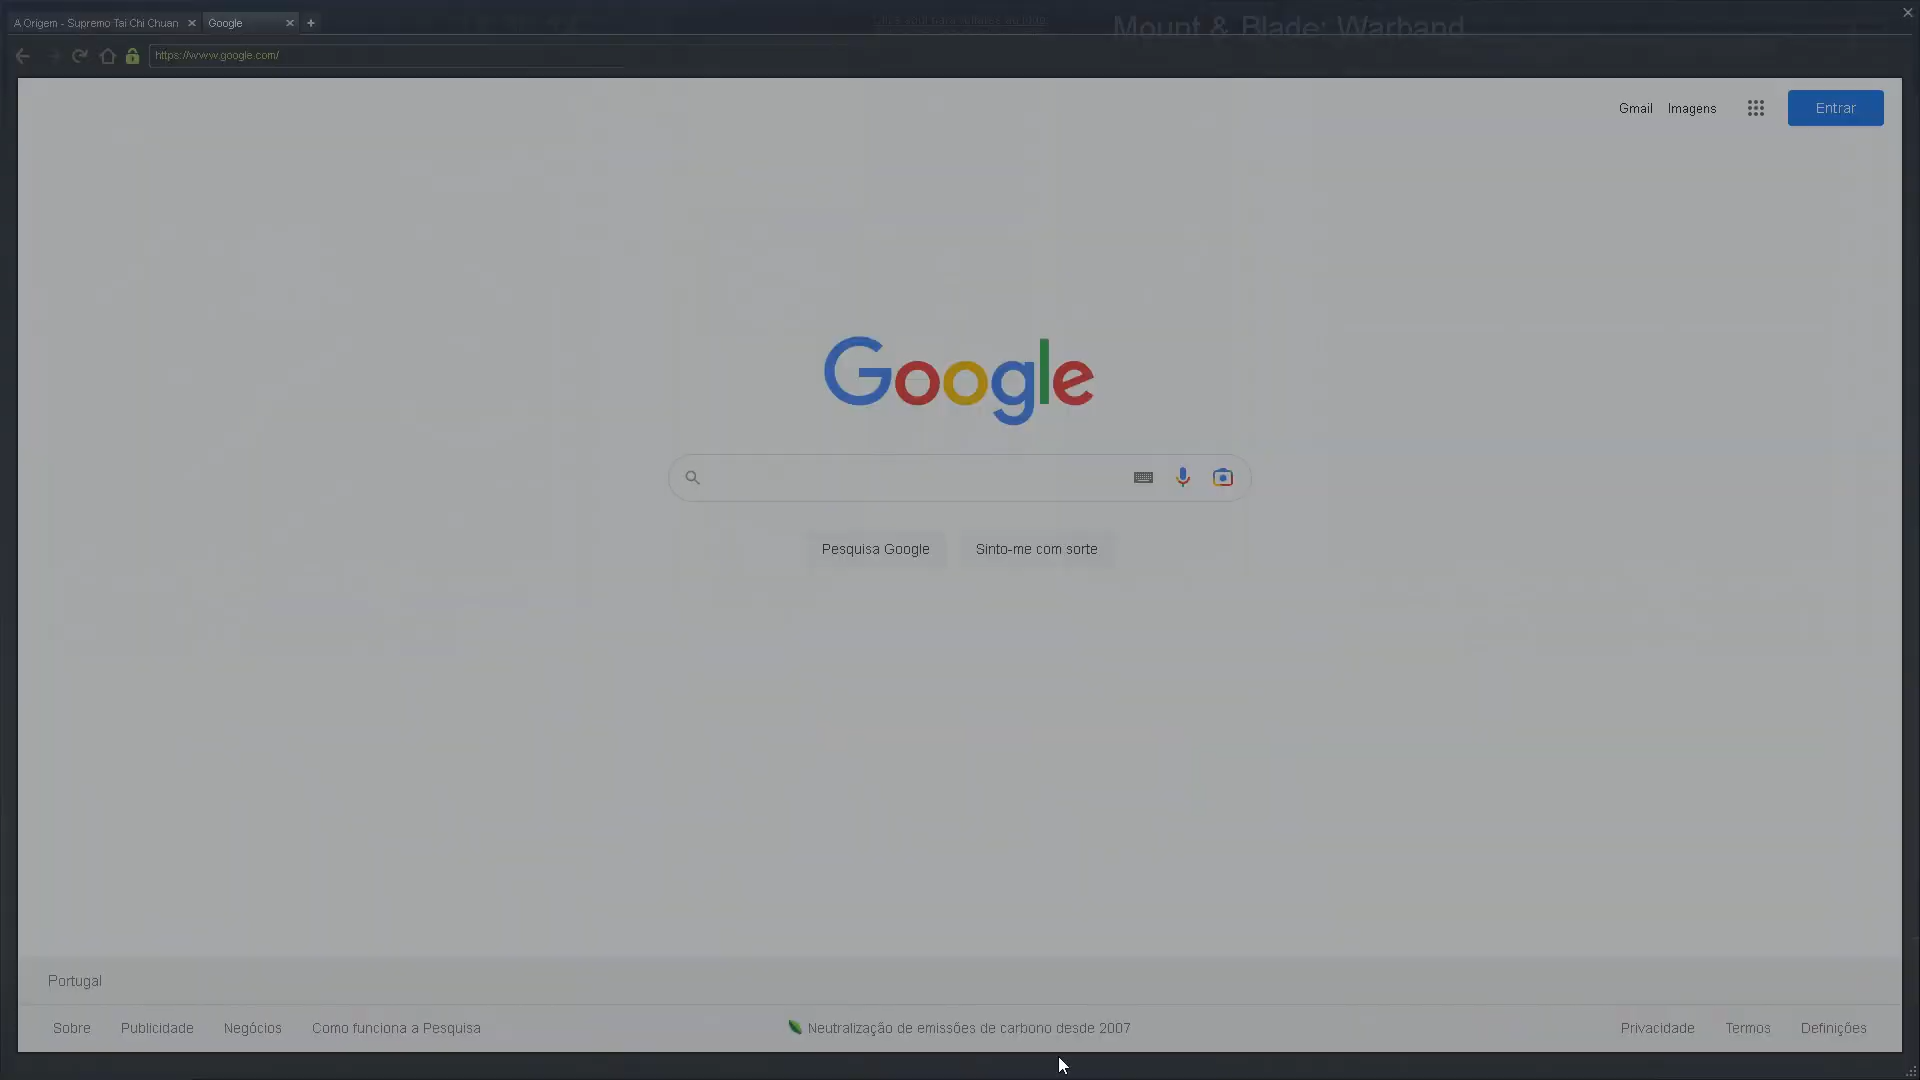 A Origem - Supremo Tai Chi Chuan
Google
Mount & Blade: Warband
https://www.google.com/
Gmail
Imagens
Entrar
Google
Pesquisa Google
Sinto-me com sorte
Portugal
Sobre
Publicidade
Negócios
Como funciona a Pesquisa
Neutralização de emissões de carbono desde 2007
Privacidade
Termos
Definições